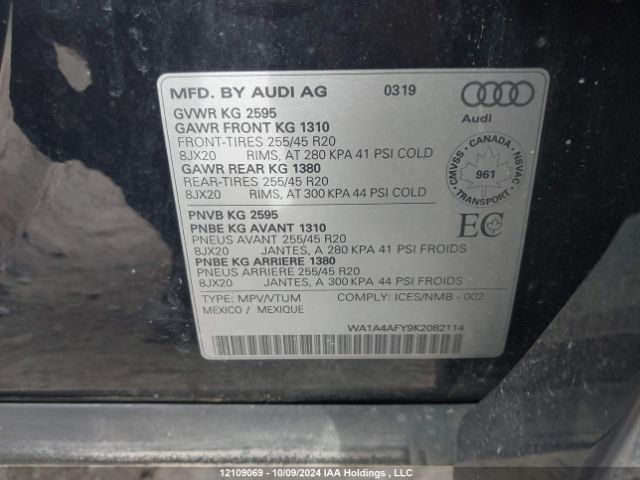 MFD. BY AUDI AG 0319
GVWR KG 2595
GAWR FRONT KG 1310
FRONT-TIRES 255/45 R20
8JX20 RIMS, AT 280 KPA 41 PSI COLD
GAWR REAR KG 1380
REAR-TIRES 255/45 R20
8JX20 RIMS, AT 300 KPA 44 PSI COLD
PNVB KG 2595
PNBE KG AVANT 1310
PNEUS AVANT 255/45 R20
8JX20 JANTES, A 280 KPA 41 PSI FROIDS
PNBE KG ARRIERE 1380
PNEUS ARRIERE 255/45 R20
8JX20 JANTES, A 300 KPA 44 PSI FROIDS
TYPE: MPV/VTUM COMPLY: ICES/NMB - 002
MEXICO / MEXIQUE
WA1A4AFY9K2082114
Audi
CMVSS - CANADA - NSVAC
961
TRANSPORT
EC
12109069 - 10/09/2024 IAA Holdings , LLC